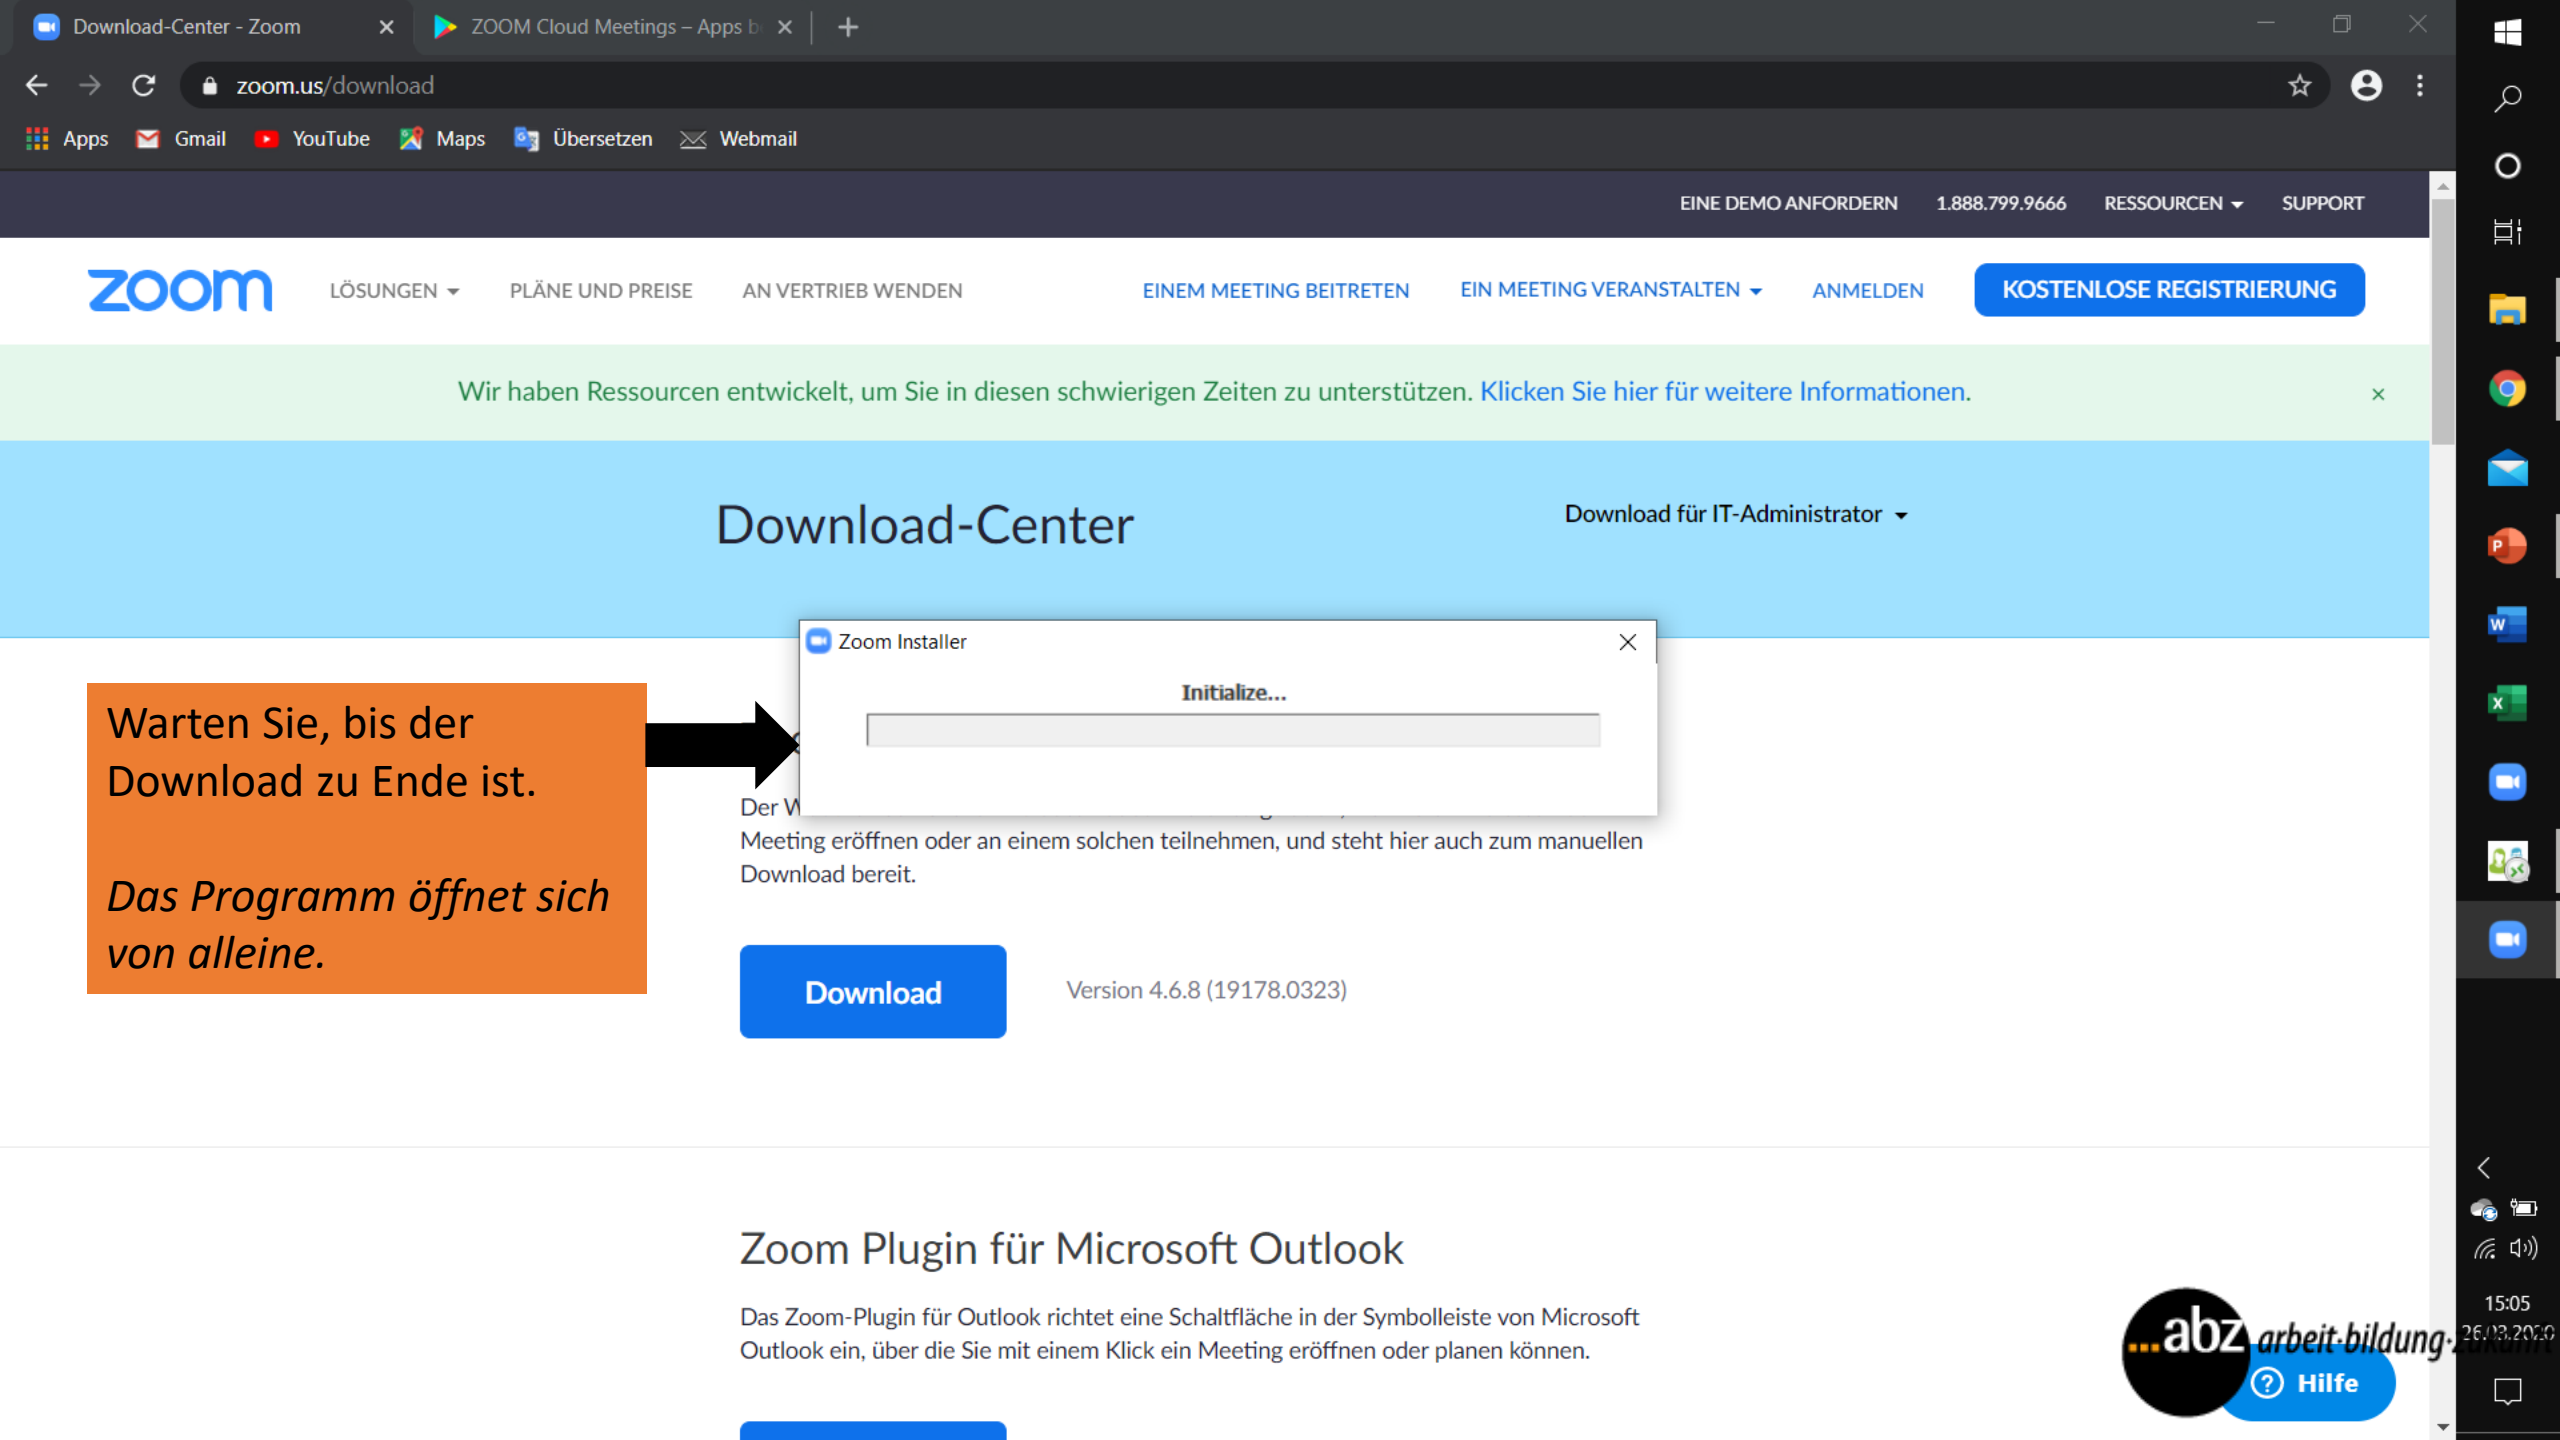 Download-Center - Zoom
ZOOM Cloud Meetings – Apps b
zoom.us/download
Apps Gmail YouTube Maps Übersetzen Webmail
EINE DEMO ANFORDERN 1.888.799.9666 RESSOURCEN SUPPORT
zoom LÖSUNGEN PLÄNE UND PREISE AN VERTRIEB WENDEN EINEM MEETING BEITRETEN EIN MEETING VERANSTALTEN ANMELDEN KOSTENLOSE REGISTRIERUNG
Wir haben Ressourcen entwickelt, um Sie in diesen schwierigen Zeiten zu unterstützen. Klicken Sie hier für weitere Informationen.
Download-Center
Download für IT-Administrator
Zoom Installer
Initialize...
Warten Sie, bis der
Download zu Ende ist.
Das Programm öffnet sich
von alleine.
Der
Meeting eröffnen oder an einem solchen teilnehmen, und steht hier auch zum manuellen
Download bereit.
Download
Version 4.6.8 (19178.0323)
Zoom Plugin für Microsoft Outlook
Das Zoom-Plugin für Outlook richtet eine Schaltfläche in der Symbolleiste von Microsoft
Outlook ein, über die Sie mit einem Klick ein Meeting eröffnen oder planen können.
15:05
26.03.2020
...abz arbeit·bildung·
Hilfe